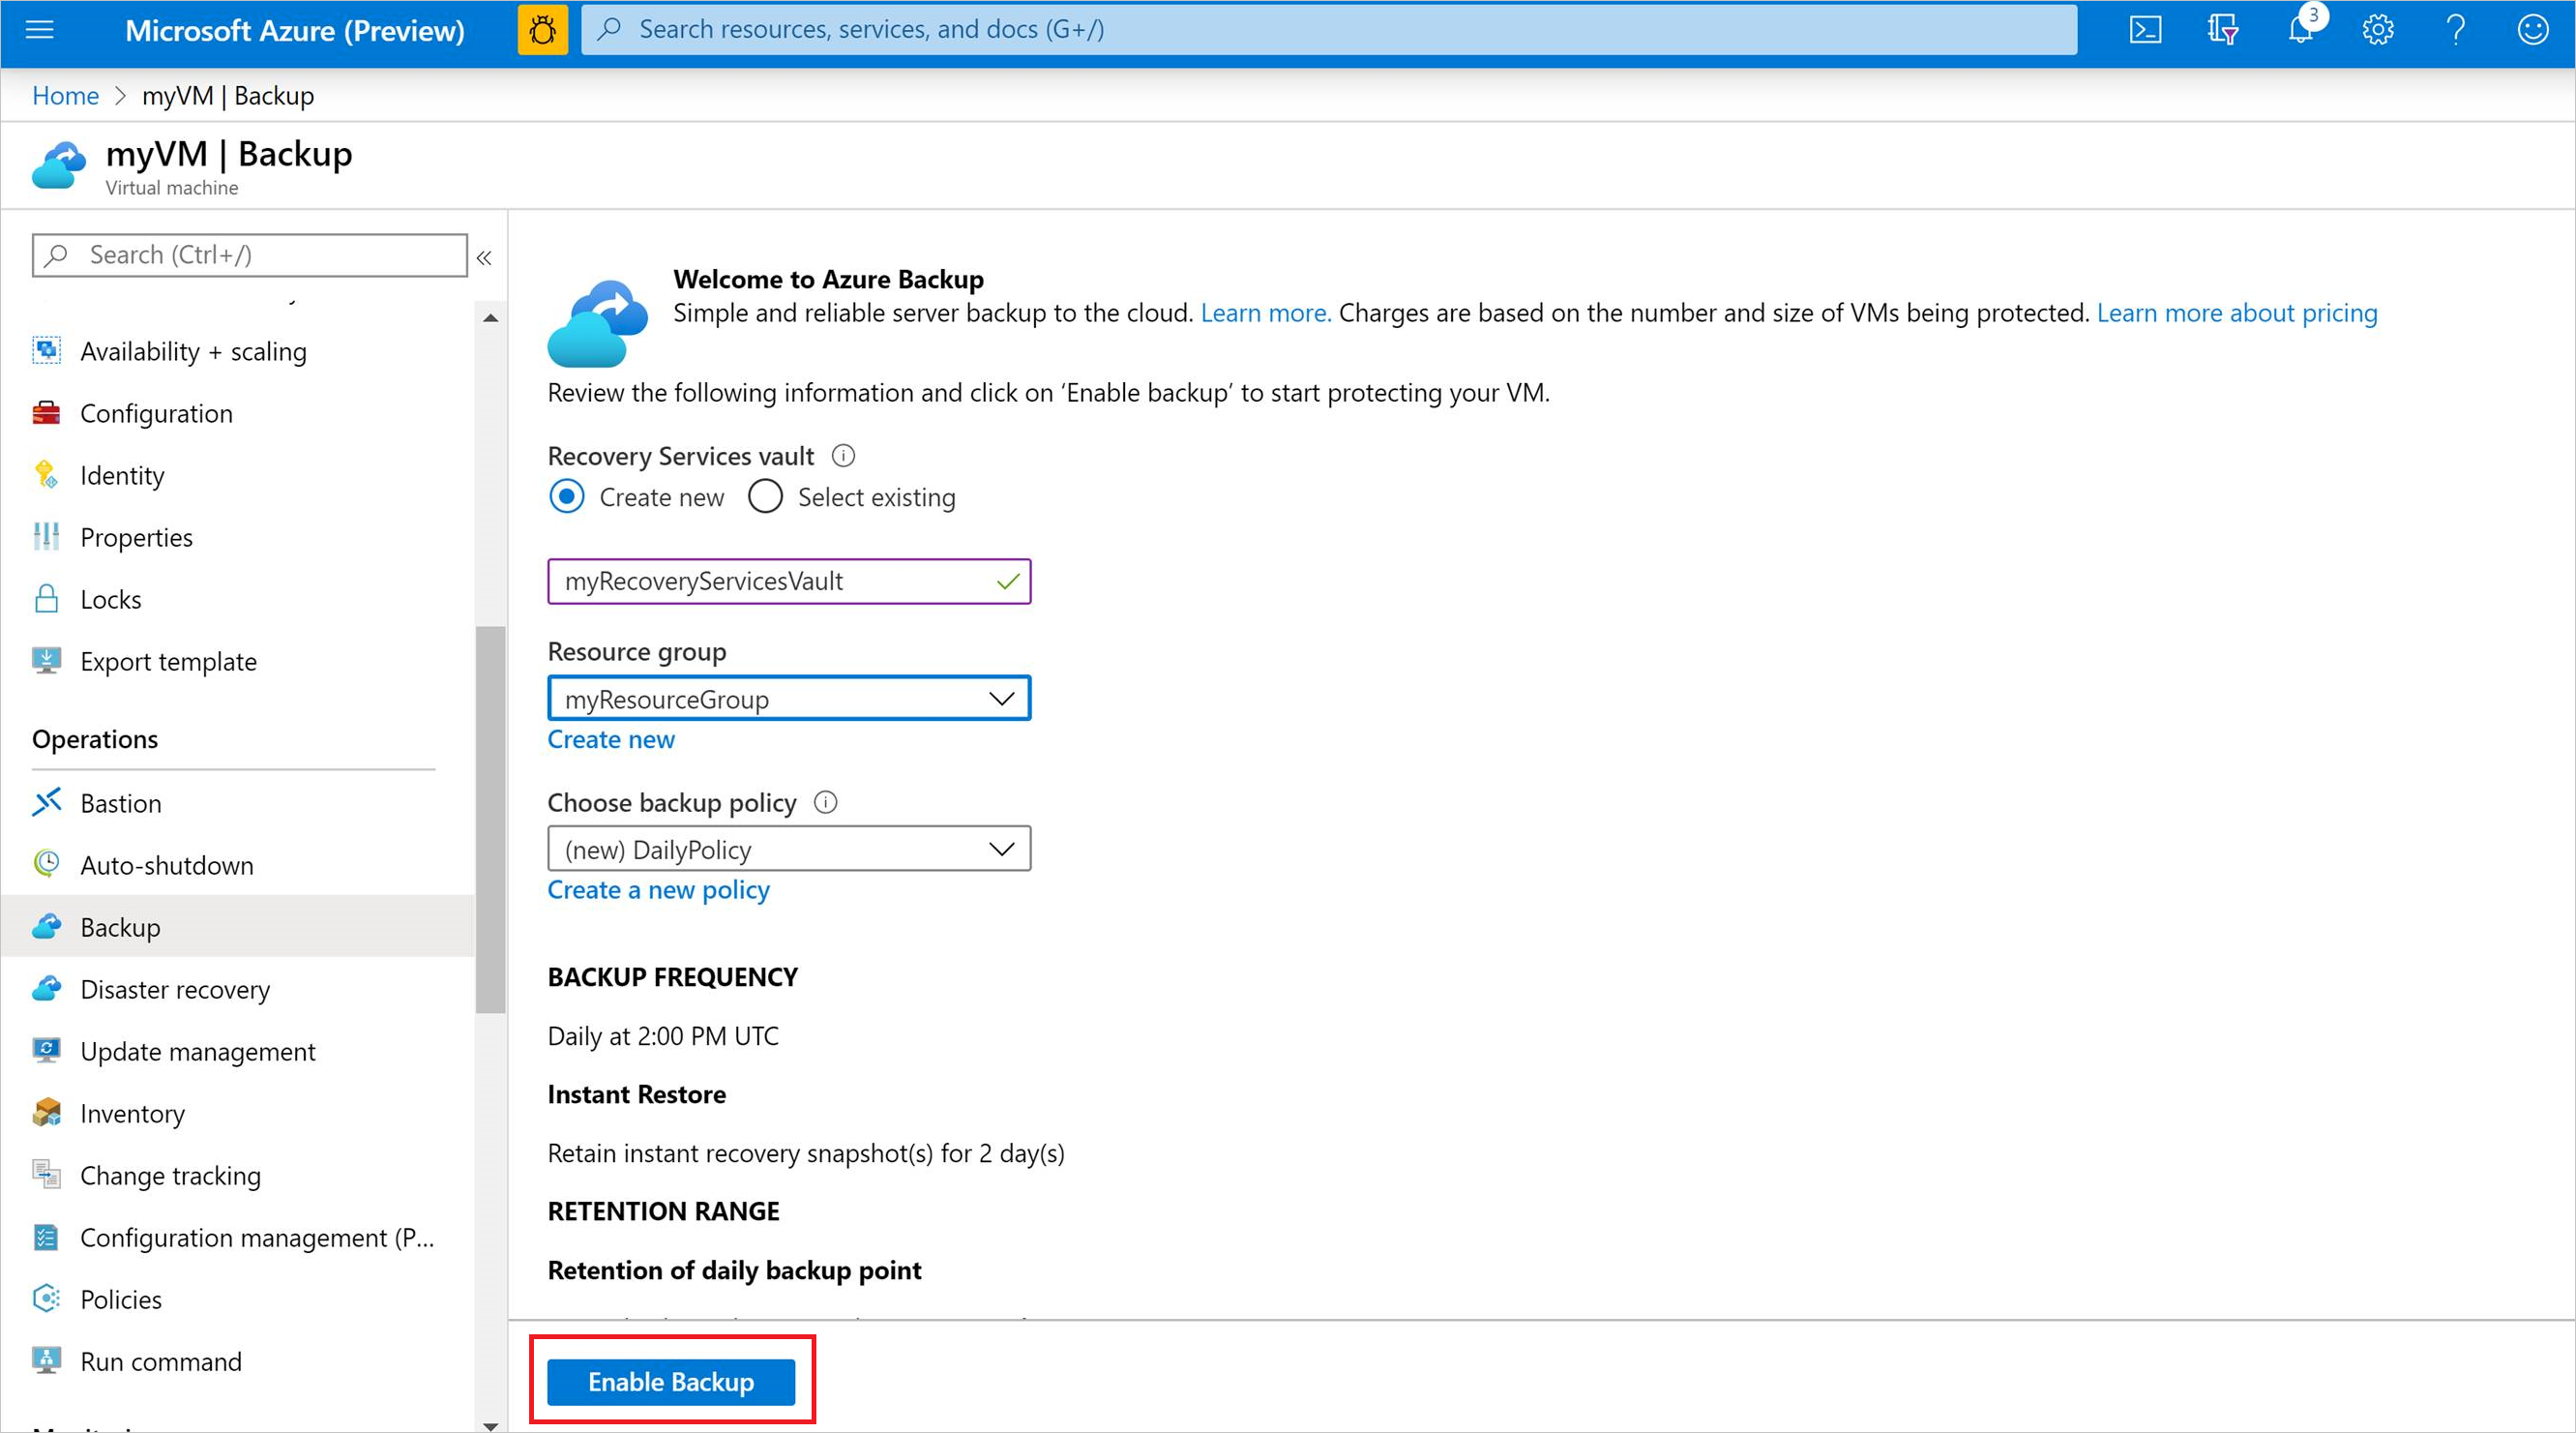 Microsoft Azure (Preview)
Search resources, services, and docs (G+/)
3
Home > myVM | Backup
myVM | Backup
Virtual machine
Search (Ctrl+/)
«
Availability + scaling
Configuration
Identity
Properties
Locks
Export template
Operations
Bastion
Auto-shutdown
Backup
Disaster recovery
Update management
Inventory
Change tracking
Configuration management (P...
Policies
Run command
Welcome to Azure Backup
Simple and reliable server backup to the cloud. Learn more. Charges are based on the number and size of VMs being protected. Learn more about pricing
Review the following information and click on ‘Enable backup’ to start protecting your VM.
Recovery Services vault
Create new Select existing
myRecoveryServicesVault
Resource group
myResourceGroup
Create new
Choose backup policy
(new) DailyPolicy
Create a new policy
BACKUP FREQUENCY
Daily at 2:00 PM UTC
Instant Restore
Retain instant recovery snapshot(s) for 2 day(s)
RETENTION RANGE
Retention of daily backup point
Enable Backup